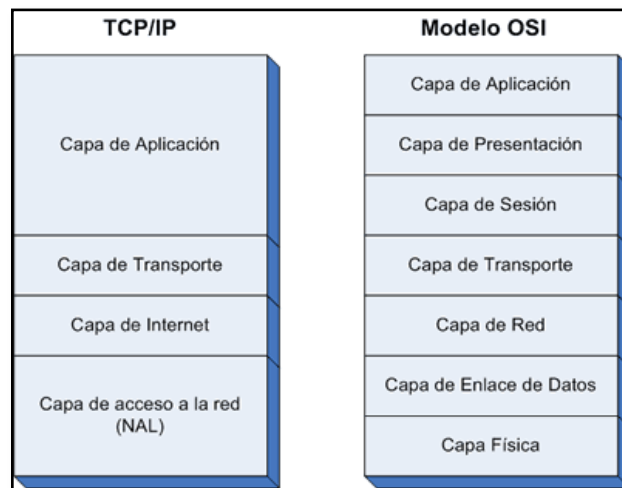 TCP/IP
Capa de Aplicación
Capa de Transporte
Capa de Internet
Capa de acceso a la red
(NAL)
Modelo OSI
Capa de Aplicación
Capa de Presentación
Capa de Sesión
Capa de Transporte
Capa de Red
Capa de Enlace de Datos
Capa Física